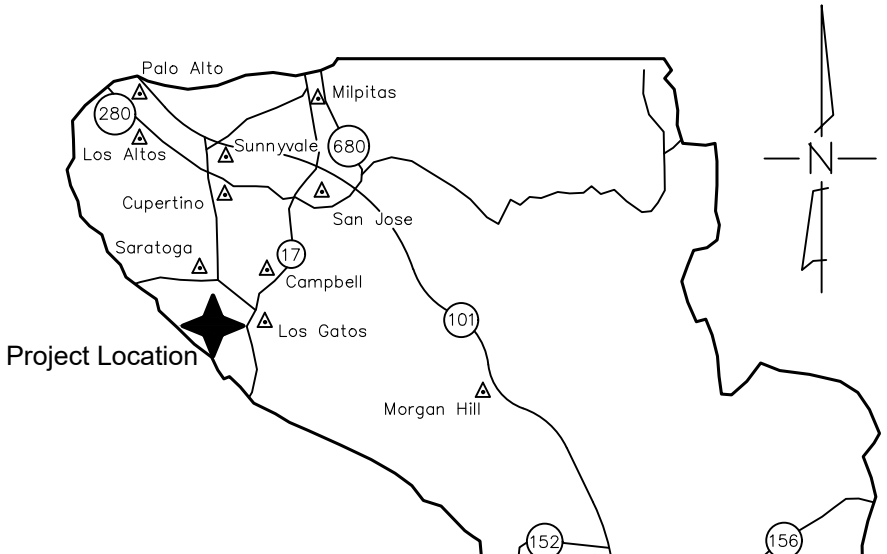 Palo Alto
Milpitas
280
Sunnyvale
680
Los Altos
N
Cupertino
San Jose
Saratoga
17
Campbell
101
Los Gatos
Project Location
Morgan Hill
152
156